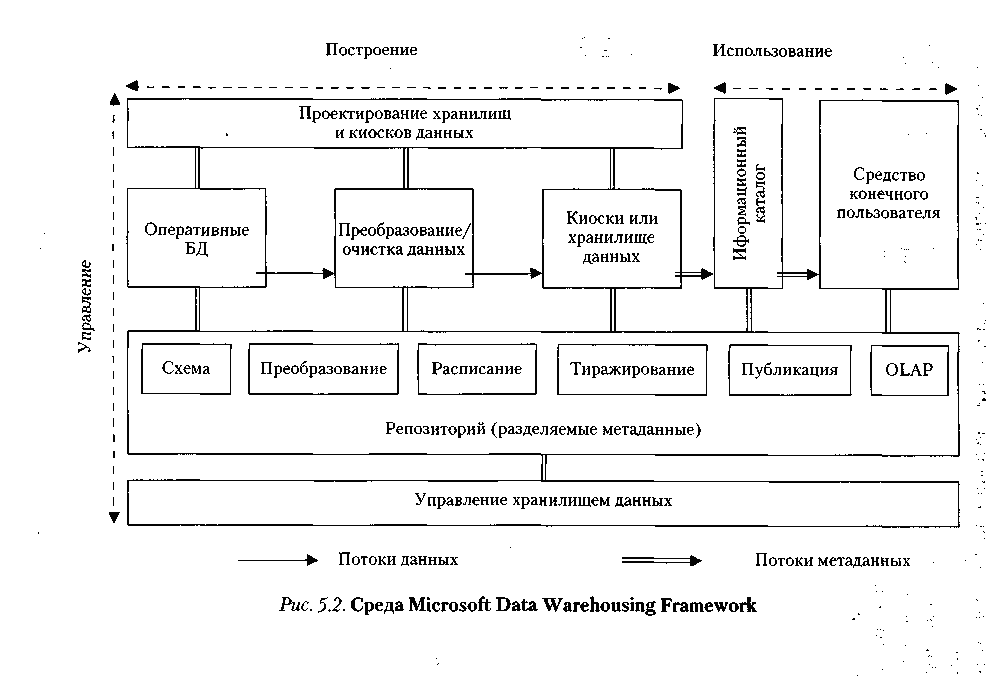 Построение
Использование
Управление
Проектирование хранилищ
и киосков данных
Оперативные
БД
Преобразование/
очистка данных
Киоски или
хранилище
данных
Иформационный
каталог
Средство
конечного
пользователя
Схема
Преобразование
Расписание
Тиражирование
Публикация
OLAP
Репозиторий (разделяемые метаданные)
Управление хранилищем данных
Потоки данных
Потоки метаданных
Рис. 5.2. Среда Microsoft Data Warehousing Framework